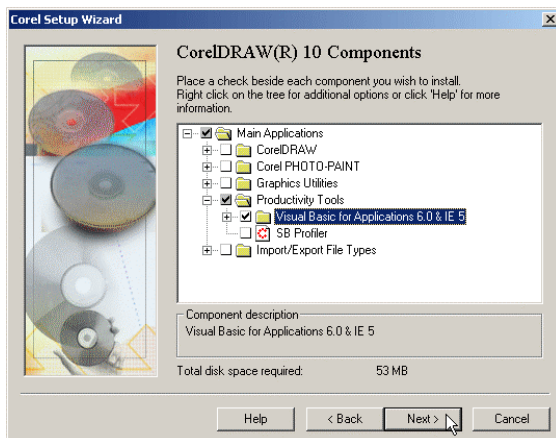 Corel Setup Wizard
CorelDRAW(R) 10 Components
Place a check beside each component you wish to install.
Right click on the tree for additional options or click 'Help' for more
information.
Main Applications
CorelDRAW
Corel PHOTO-PAINT
Graphics Utilities
Productivity Tools
Visual Basic for Applications 6.0 & IE 5
SB Profiler
Import/Export File Types
Component description
Visual Basic for Applications 6.0 & IE 5
Total disk space required: 53 MB
Help < Back Next > Cancel